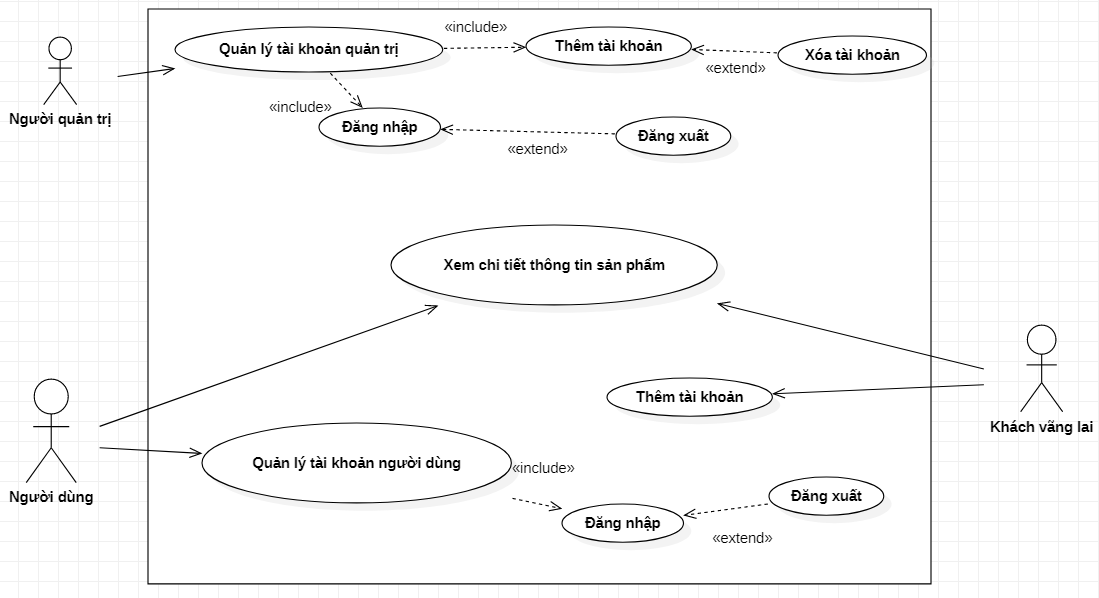 «include»
Quản lý tài khoản quản trị
Thêm tài khoản
Xóa tài khoản
«extend»
Người quản trị
«include»
Đăng nhập
Đăng xuất
«extend»
Xem chi tiết thông tin sản phẩm
Thêm tài khoản
Khách vãng lai
Quản lý tài khoản người dùng
«include»
Người dùng
Đăng xuất
Đăng nhập
«extend»